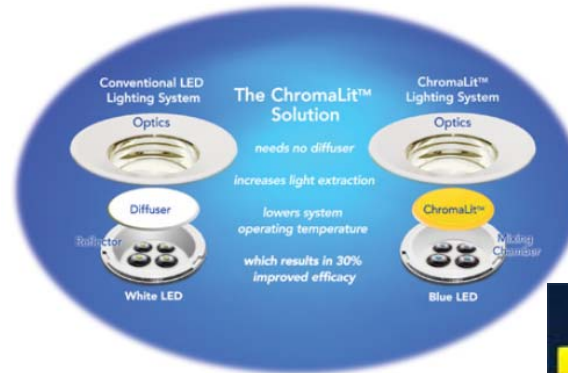 Conventional LED
Lighting System
Optics
Diffuser
Reflector
White LED
The ChromaLit™
Solution
needs no diffuser
increases light extraction
lowers system
operating temperature
which results in 30%
improved efficacy
ChromaLit™
Lighting System
Optics
ChromaLit™
Mixing
Chamber
Blue LED